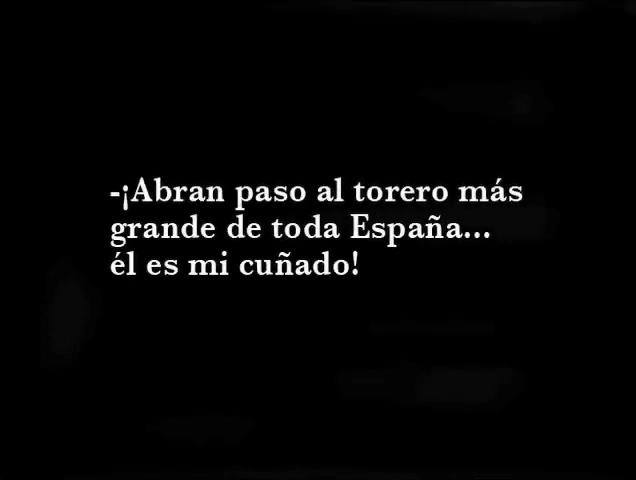 -¡Abran paso al torero más
grande de toda España...
él es mi cuñado!